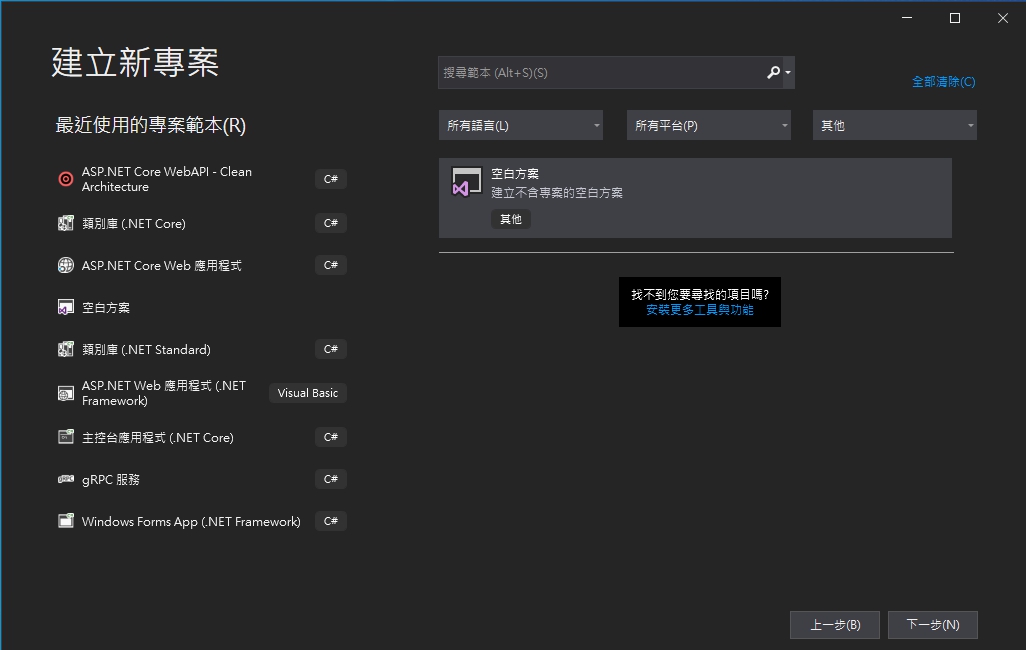 建立新專案
搜尋範本 (Alt+S)(S)
全部清除(C)
最近使用的專案範本(R)
所有語言(L)
所有平台(P)
其他
ASP.NET Core WebAPI - Clean
Architecture
C#
類別庫 (.NET Core)
C#
ASP.NET Core Web 應用程式
C#
空白方案
類別庫 (.NET Standard)
C#
ASP.NET Web 應用程式 (.NET
Framework)
Visual Basic
主控台應用程式 (.NET Core)
C#
gRPC 服務
C#
Windows Forms App (.NET Framework)
C#
空白方案
建立不含專案的空白方案
其他
找不到您要尋找的項目嗎?
安裝更多工具與功能
上一步(B)
下一步(N)